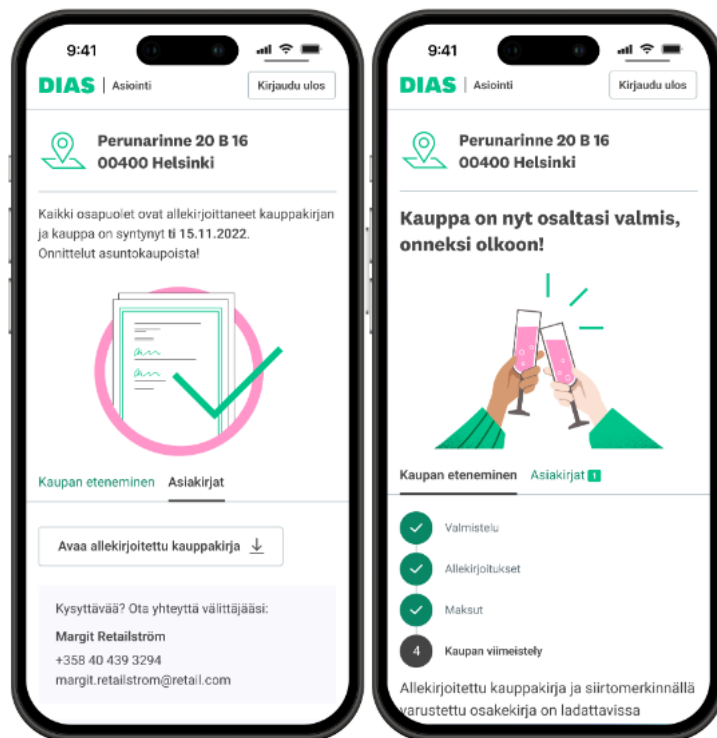 9:41
DIAS | Asiointi
Kirjaudu ulos
Perunarinne 20 B 16
00400 Helsinki
Kaikki osapuolet ovat allekirjoittaneet kauppakirjan
ja kauppa on syntynyt ti 15.11.2022.
Onnittelut asuntokaupoista!
Kaupan eteneminen
Asiakirjat
Avaa allekirjoitettu kauppakirja
Kysyttävää? Ota yhteyttä välittäjääsi:
Margit Retailström
+358 40 439 3294
margit.retailstrom@retail.com
9:41
DIAS | Asiointi
Kirjaudu ulos
Perunarinne 20 B 16
00400 Helsinki
Kauppa on nyt osaltasi valmis,
onneksi olkoon!
Kaupan eteneminen
Asiakirjat 1
Valmistelu
Allekirjoitukset
Maksut
4 Kaupan viimeistely
Allekirjoitettu kauppakirja ja siirtomerkinnällä
varustettu osakekirja on ladattavissa